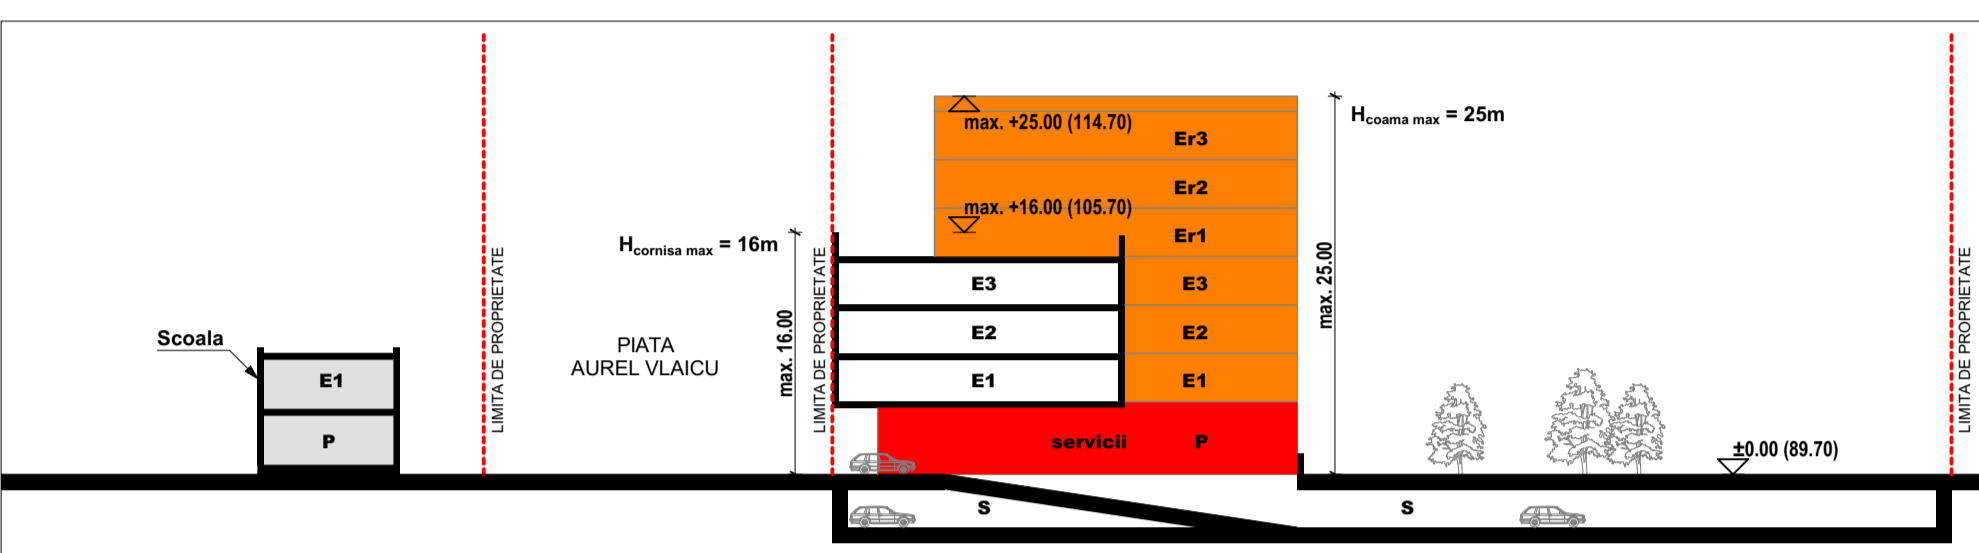 max. +25.00 (114.70)
Hcoama max = 25m
Er3
Er2
max. +16.00 (105.70)
Er1
Hcornisa max = 16m
max. 25.00
LIMITA DE PROPRIETATE
LIMITA DE PROPRIETATE
LIMITA DE PROPRIETATE
E3
E3
Scoala
PIATA
AUREL VLAICU
max. 16.00
E2
E2
E1
E1
E1
P
servicii
P
±0.00 (89.70)
S
S